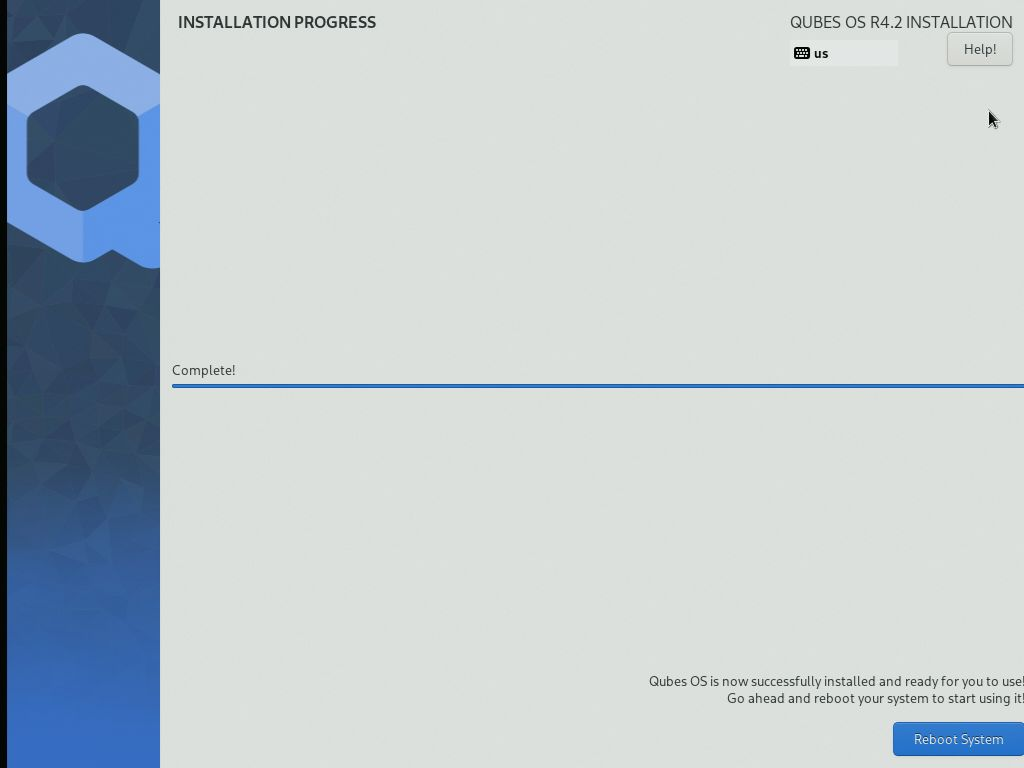 INSTALLATION PROGRESS
QUBES OS R4.2 INSTALLATION
us
Help!
Complete!
Qubes OS is now successfully installed and ready for you to use!
Go ahead and reboot your system to start using it!
Reboot System